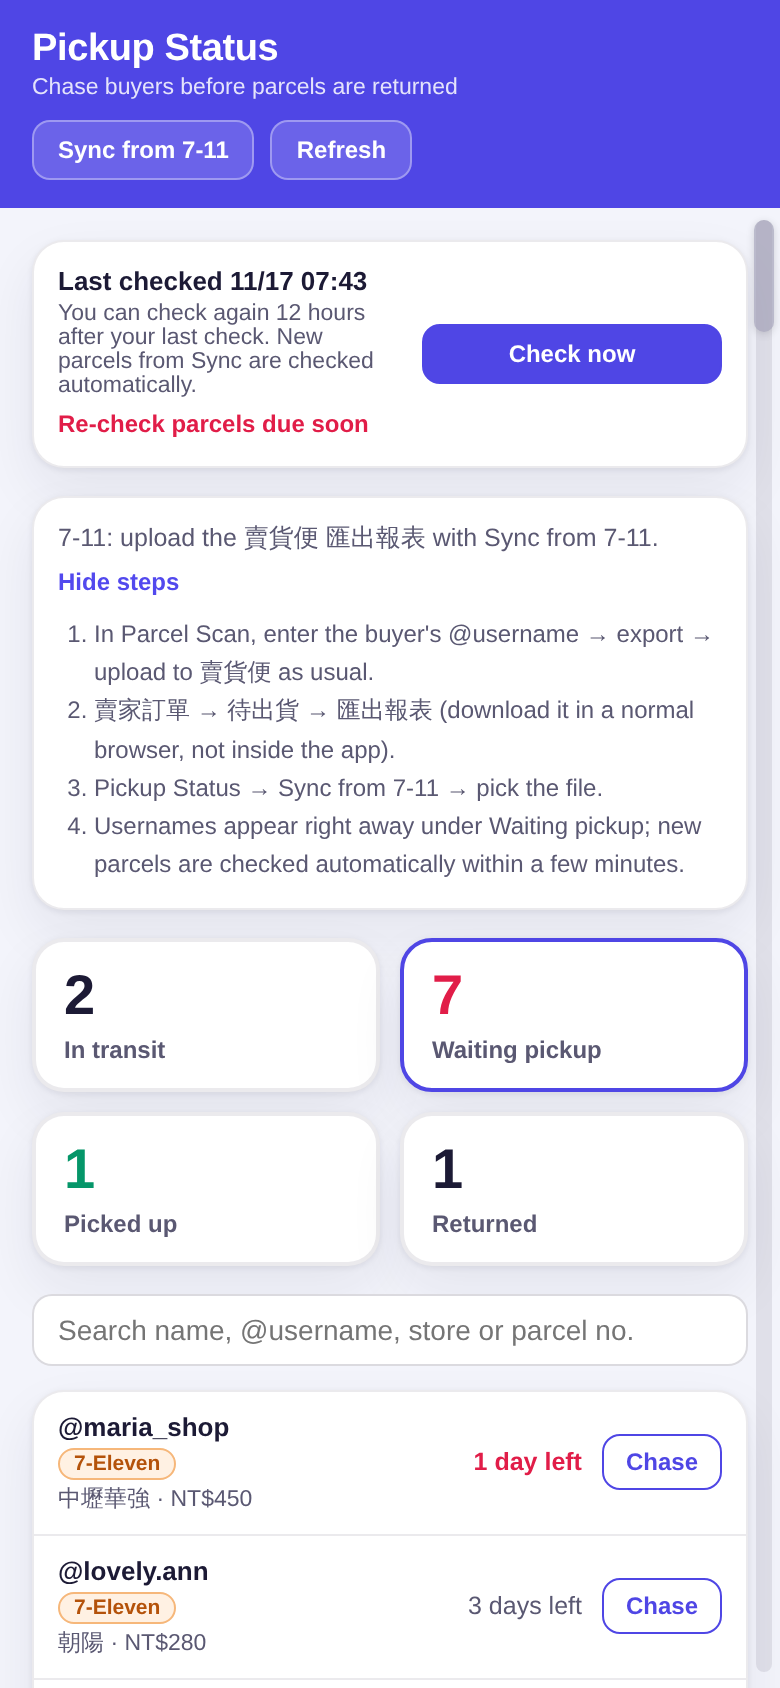 Pickup Status
Chase buyers before parcels are returned
Sync from 7-11
Refresh
Last checked 11/17 07:43
You can check again 12 hours
after your last check. New
parcels from Sync are checked
automatically.
Re-check parcels due soon
Check now
7-11: upload the 賣貨便 匯出報表 with Sync from 7-11.
Hide steps
1. In Parcel Scan, enter the buyer's @username → export →
upload to 賣貨便 as usual.
2. 賣家訂單 → 待出貨 → 匯出報表 (download it in a normal
browser, not inside the app).
3. Pickup Status → Sync from 7-11 → pick the file.
4. Usernames appear right away under Waiting pickup; new
parcels are checked automatically within a few minutes.
2
In transit
7
Waiting pickup
1
Picked up
1
Returned
Search name, @username, store or parcel no.
@maria_shop
7-Eleven
中壢華強 · NT$450
1 day left
Chase
@lovely.ann
7-Eleven
朝陽 · NT$280
3 days left
Chase